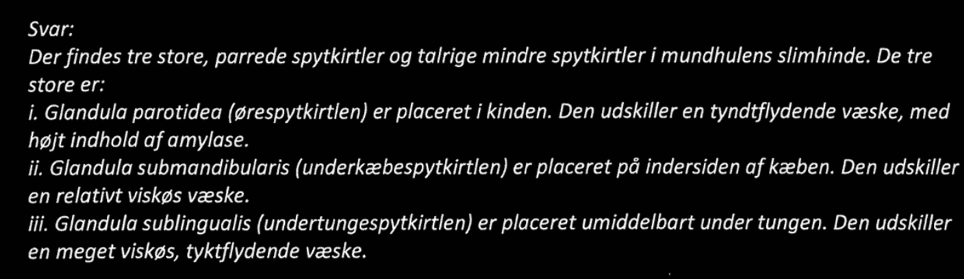 Svar:
Der findes tre store, parrede spytkirtler og talrige mindre spytkirtler i mundhulens slimhinde. De tre
store er:
i. Glandula parotidea (ørespytkirtlen) er placeret i kinden. Den udskiller en tyndtflydende væske, med
højt indhold af amylase.
ii. Glandula submandibularis (underkæbespytkirtlen) er placeret på indersiden af kæben. Den udskiller
en relativt viskøs væske.
iii. Glandula sublingualis (undertungespytkirtlen) er placeret umiddelbart under tungen. Den udskiller
en meget viskøs, tyktflydende væske.